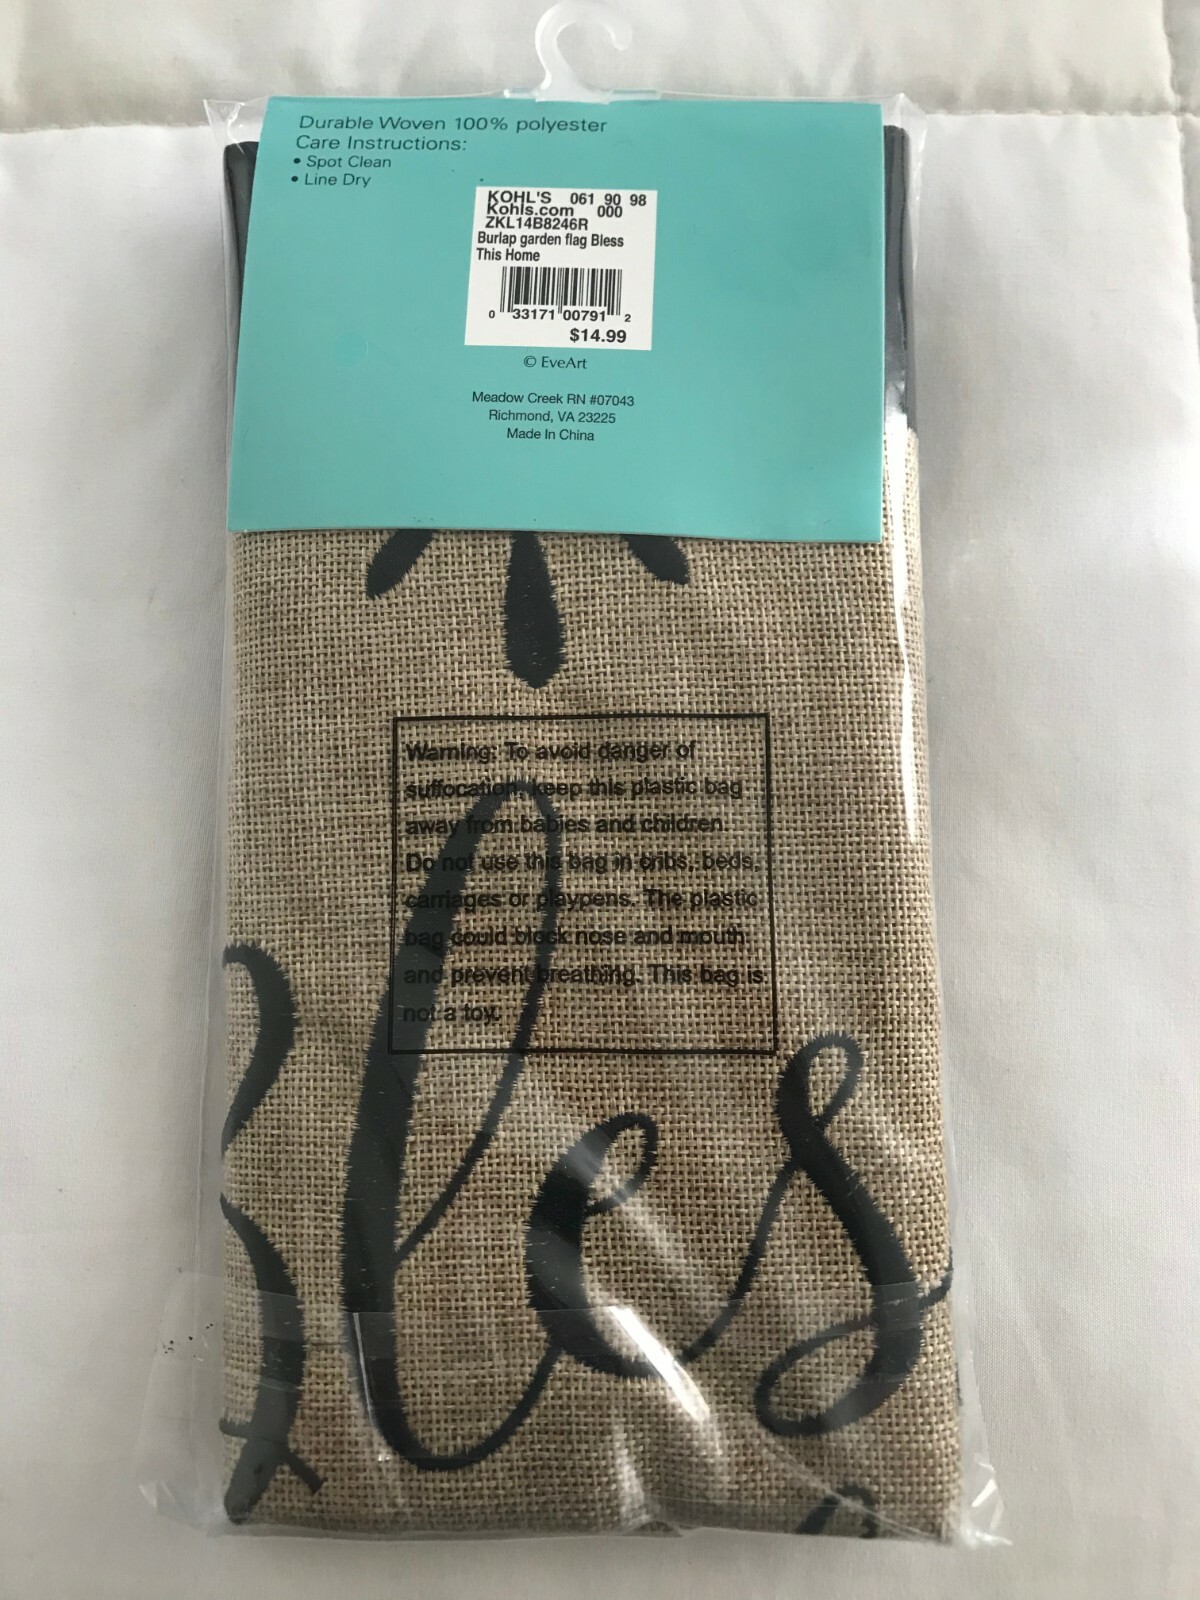 Durable Woven 100% polyester
Care Instructions:
• Spot Clean
• Line Dry
KOHL'S 061 90 98
Kohls.com 000
ZKL14B8246R
Burlap garden flag Bless
This Home
0 33171 00791 2
$14.99
© EveArt
Meadow Creek RN #07043
Richmond, VA 23225
Made In China
Warning: To avoid danger of
suffocation, keep this plastic bag
away from babies and children.
Do not use this bag in cribs, beds,
carriages or playpens. The plastic
bag could block nose and mouth
and prevent breathing. This bag is
not a toy.
Bles